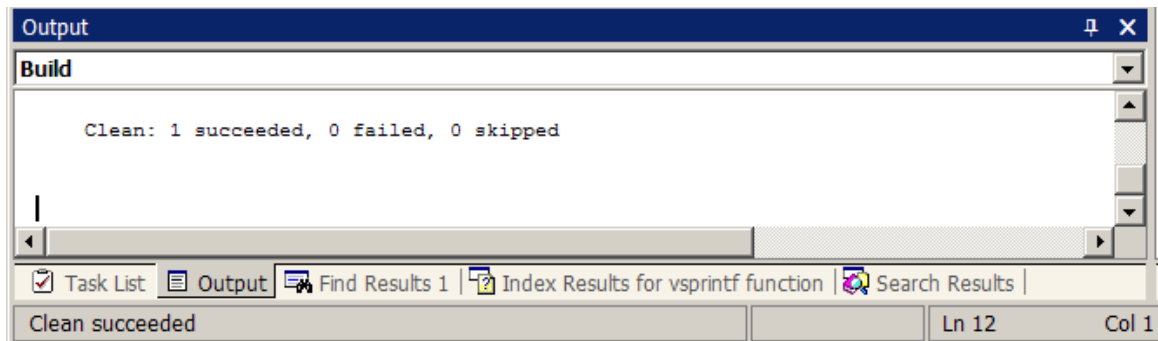 Output
Build
Clean: 1 succeeded, 0 failed, 0 skipped
Task List Output Find Results 1 Index Results for vsprintf function Search Results
Clean succeeded Ln 12 Col 1